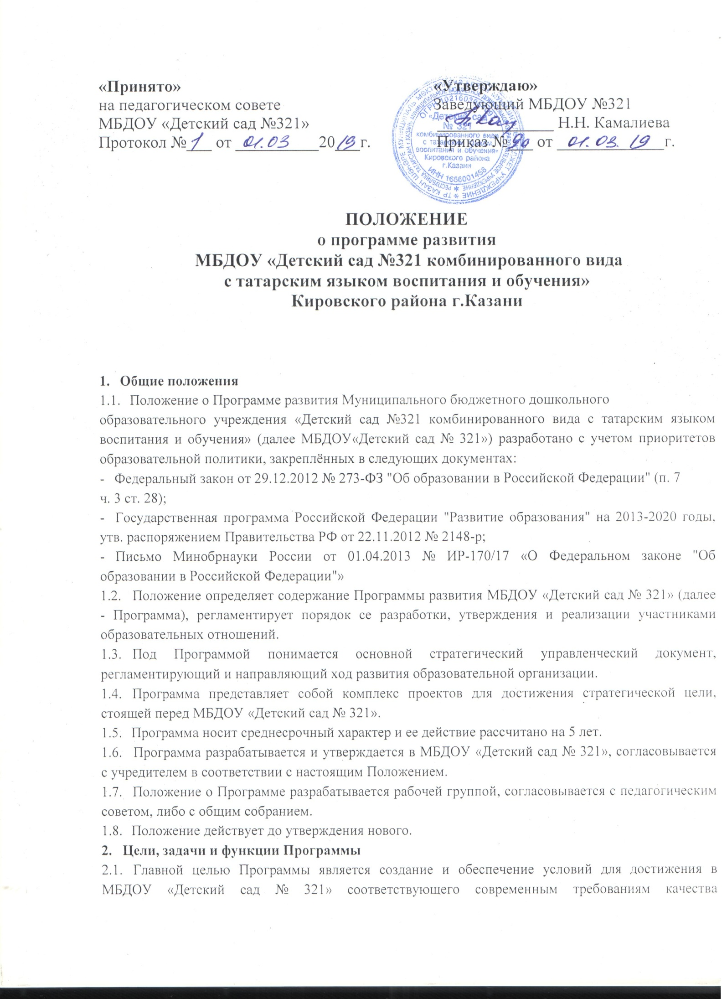 «Принято»
на педагогическом совете
МБДОУ «Детский сад №321»
Протокол №1 от 01.03 2019 г.
«Утверждаю»
Заведующий МБДОУ №321
Н.Н. Камалиева
Приказ №90 от 01.03.19 г.
«Детский сад
№ 321
комбинированного вида
с татарским языком
воспитания и обучения»
Кировского района
г.Казани
ИНН 1656001458
ПОЛОЖЕНИЕ
о программе развития
МБДОУ «Детский сад №321 комбинированного вида
с татарским языком воспитания и обучения»
Кировского района г.Казани
1. Общие положения
1.1. Положение о Программе развития Муниципального бюджетного дошкольного
образовательного учреждения «Детский сад №321 комбинированного вида с татарским языком
воспитания и обучения» (далее МБДОУ«Детский сад № 321») разработано с учетом приоритетов
образовательной политики, закреплённых в следующих документах:
- Федеральный закон от 29.12.2012 № 273-ФЗ "Об образовании в Российской Федерации" (п. 7
ч. 3 ст. 28);
- Государственная программа Российской Федерации "Развитие образования" на 2013-2020 годы,
утв. распоряжением Правительства РФ от 22.11.2012 № 2148-р;
- Письмо Минобрнауки России от 01.04.2013 № ИР-170/17 «О Федеральном законе "Об
образовании в Российской Федерации"»
1.2. Положение определяет содержание Программы развития МБДОУ «Детский сад № 321» (далее
- Программа), регламентирует порядок се разработки, утверждения и реализации участниками
образовательных отношений.
1.3. Под Программой понимается основной стратегический управленческий документ,
регламентирующий и направляющий ход развития образовательной организации.
1.4. Программа представляет собой комплекс проектов для достижения стратегической цели,
стоящей перед МБДОУ «Детский сад № 321».
1.5. Программа носит среднесрочный характер и ее действие рассчитано на 5 лет.
1.6. Программа разрабатывается и утверждается в МБДОУ «Детский сад № 321», согласовывается
с учредителем в соответствии с настоящим Положением.
1.7. Положение о Программе разрабатывается рабочей группой, согласовывается с педагогическим
советом, либо с общим собранием.
1.8. Положение действует до утверждения нового.
2. Цели, задачи и функции Программы
2.1. Главной целью Программы является создание и обеспечение условий для достижения в
МБДОУ «Детский сад № 321» соответствующего современным требованиям качества